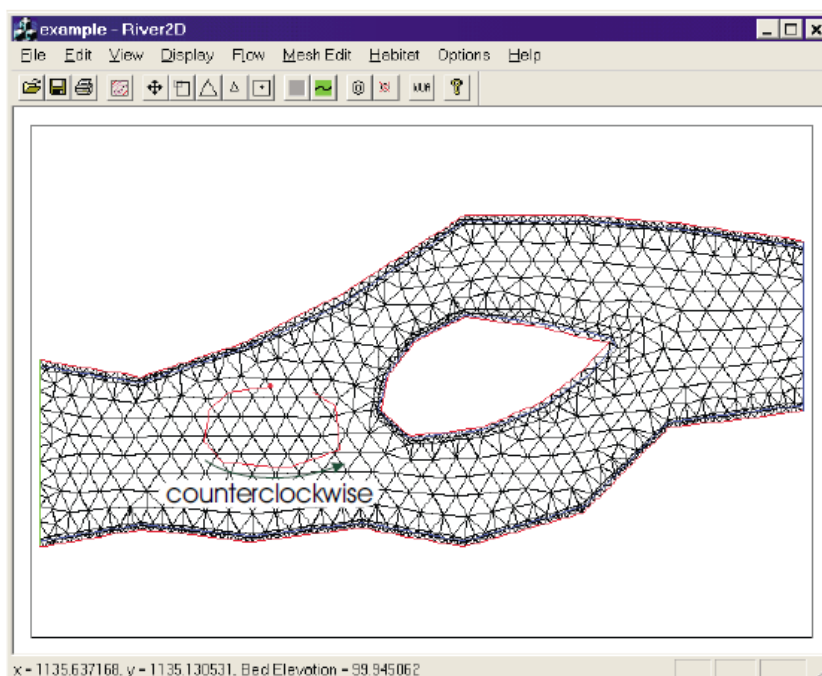 example - River2D
File Edit View Display Flow Mesh Edit Habitat Options Help
WUA ?
counterclockwise
x = 1135.637168, y = 1135.130531, Bed Elevation = 99.945062